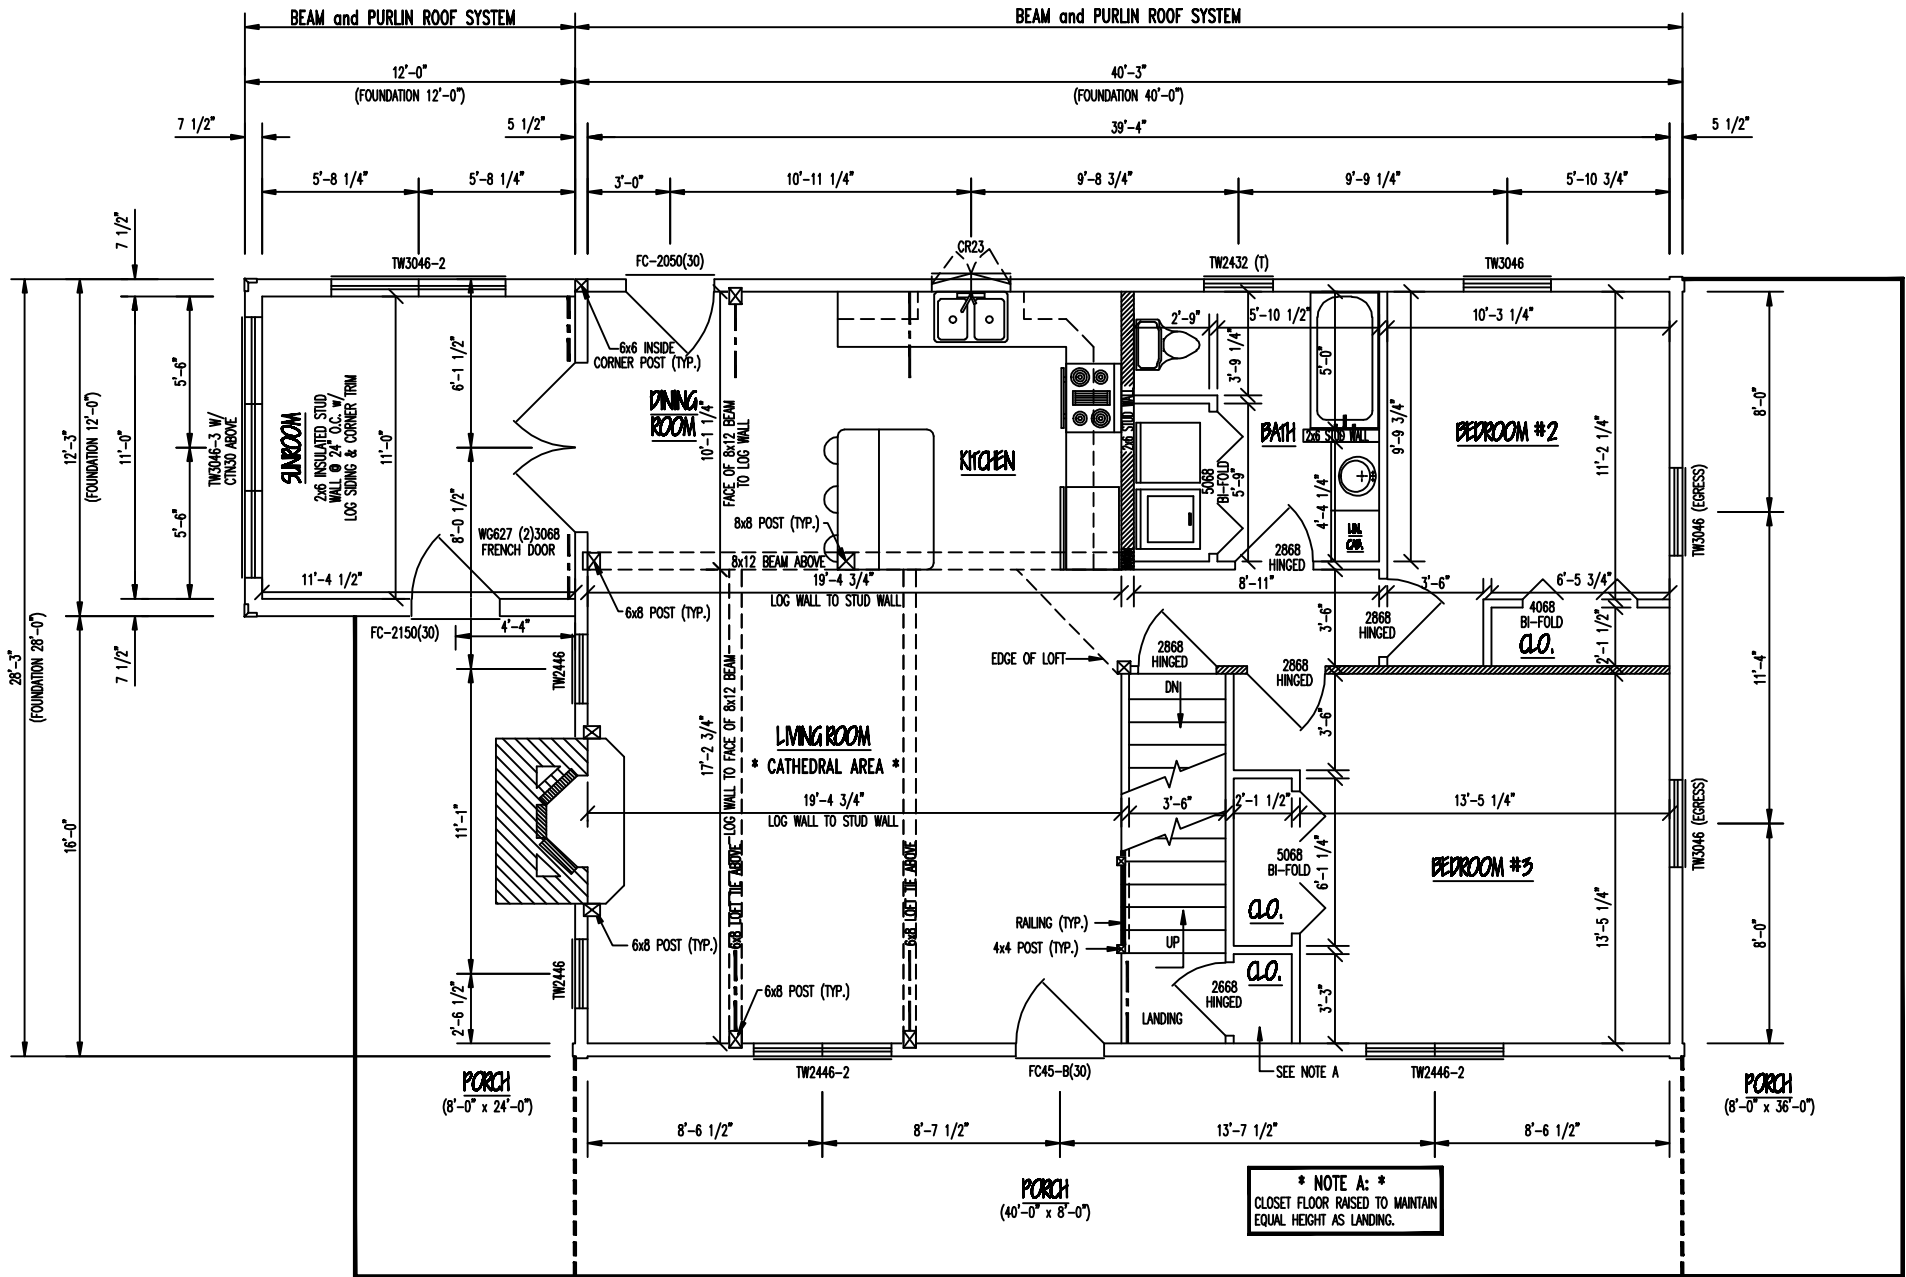 BEAM and PURLIN ROOF SYSTEM
BEAM and PURLIN ROOF SYSTEM
12'-0"
(FOUNDATION 12'-0")
40'-3"
(FOUNDATION 40'-0")
7 1/2"
5 1/2"
39'-4"
5 1/2"
5'-8 1/4"
5'-8 1/4"
3'-0"
10'-11 1/4"
9'-8 3/4"
9'-9 1/4"
5'-10 3/4"
7 1/2"
TW3046-2
FC-2050(30)
CR23
TW2432 (T)
TW3046
6x6 INSIDE
CORNER POST (TYP.)
2'-9"
5'-10 1/2"
10'-3 1/4"
3'-9 1/4"
5'-0"
28'-3"
(FOUNDATION 28'-0")
12'-3"
(FOUNDATION 12'-0")
11'-0"
5'-6"
5'-6"
TW3046-3 W/
CTN30 ABOVE
SUNROOM
2x6 INSULATED STUD
WALL @ 24" O.C. W/
LOG SIDING & CORNER TRIM
11'-0"
6'-1 1/2"
8'-0 1/2"
WG627 (2)3068
FRENCH DOOR
DINING
ROOM
10'-1 1/4"
FACE OF 8x12 BEAM
TO LOG WALL
KITCHEN
2x6 STUD WALL
5068
BI-FOLD
5'-9"
BATH
2x6 STUD WALL
9'-9 3/4"
4'-4 1/4"
LIN.
CAB.
BEDROOM #2
11'-2 1/4"
8'-0"
TW3046 (EGRESS)
8x8 POST (TYP.)
8x12 BEAM ABOVE
2868
HINGED
11'-4 1/2"
19'-4 3/4"
LOG WALL TO STUD WALL
8'-11"
3'-6"
6'-5 3/4"
6x8 POST (TYP.)
4068
BI-FOLD
CLO.
2'-1 1/2"
2868
HINGED
3'-6"
FC-2150(30)
4'-4"
7 1/2"
TW2446
EDGE OF LOFT
2868
HINGED
2868
HINGED
DN
11'-4"
16'-0"
11'-1"
17'-2 3/4"
LOG WALL TO FACE OF 8x12 BEAM
LIVING ROOM
* CATHEDRAL AREA *
19'-4 3/4"
LOG WALL TO STUD WALL
3'-6"
3'-6"
2'-1 1/2"
13'-5 1/4"
5068
BI-FOLD
6'-1 1/4"
BEDROOM #3
13'-5 1/4"
TW3046 (EGRESS)
8'-0"
6x8 LOFT TIE ABOVE
6x8 LOFT TIE ABOVE
CLO.
RAILING (TYP.)
4x4 POST (TYP.)
UP
6x8 POST (TYP.)
CLO.
TW2446
2'-6 1/2"
6x8 POST (TYP.)
2668
HINGED
3'-3"
LANDING
TW2446-2
FC45-B(30)
SEE NOTE A
TW2446-2
PORCH
(8'-0" x 24'-0")
PORCH
(8'-0" x 36'-0")
8'-6 1/2"
8'-7 1/2"
13'-7 1/2"
8'-6 1/2"
PORCH
(40'-0" x 8'-0")
* NOTE A: *
CLOSET FLOOR RAISED TO MAINTAIN
EQUAL HEIGHT AS LANDING.